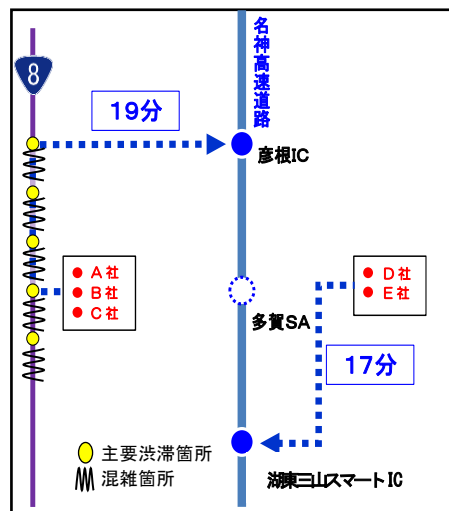 8
名神高速道路
19分
彦根IC
A社
B社
C社
D社
E社
多賀SA
17分
湖東三山スマートIC
主要渋滞箇所
混雑箇所